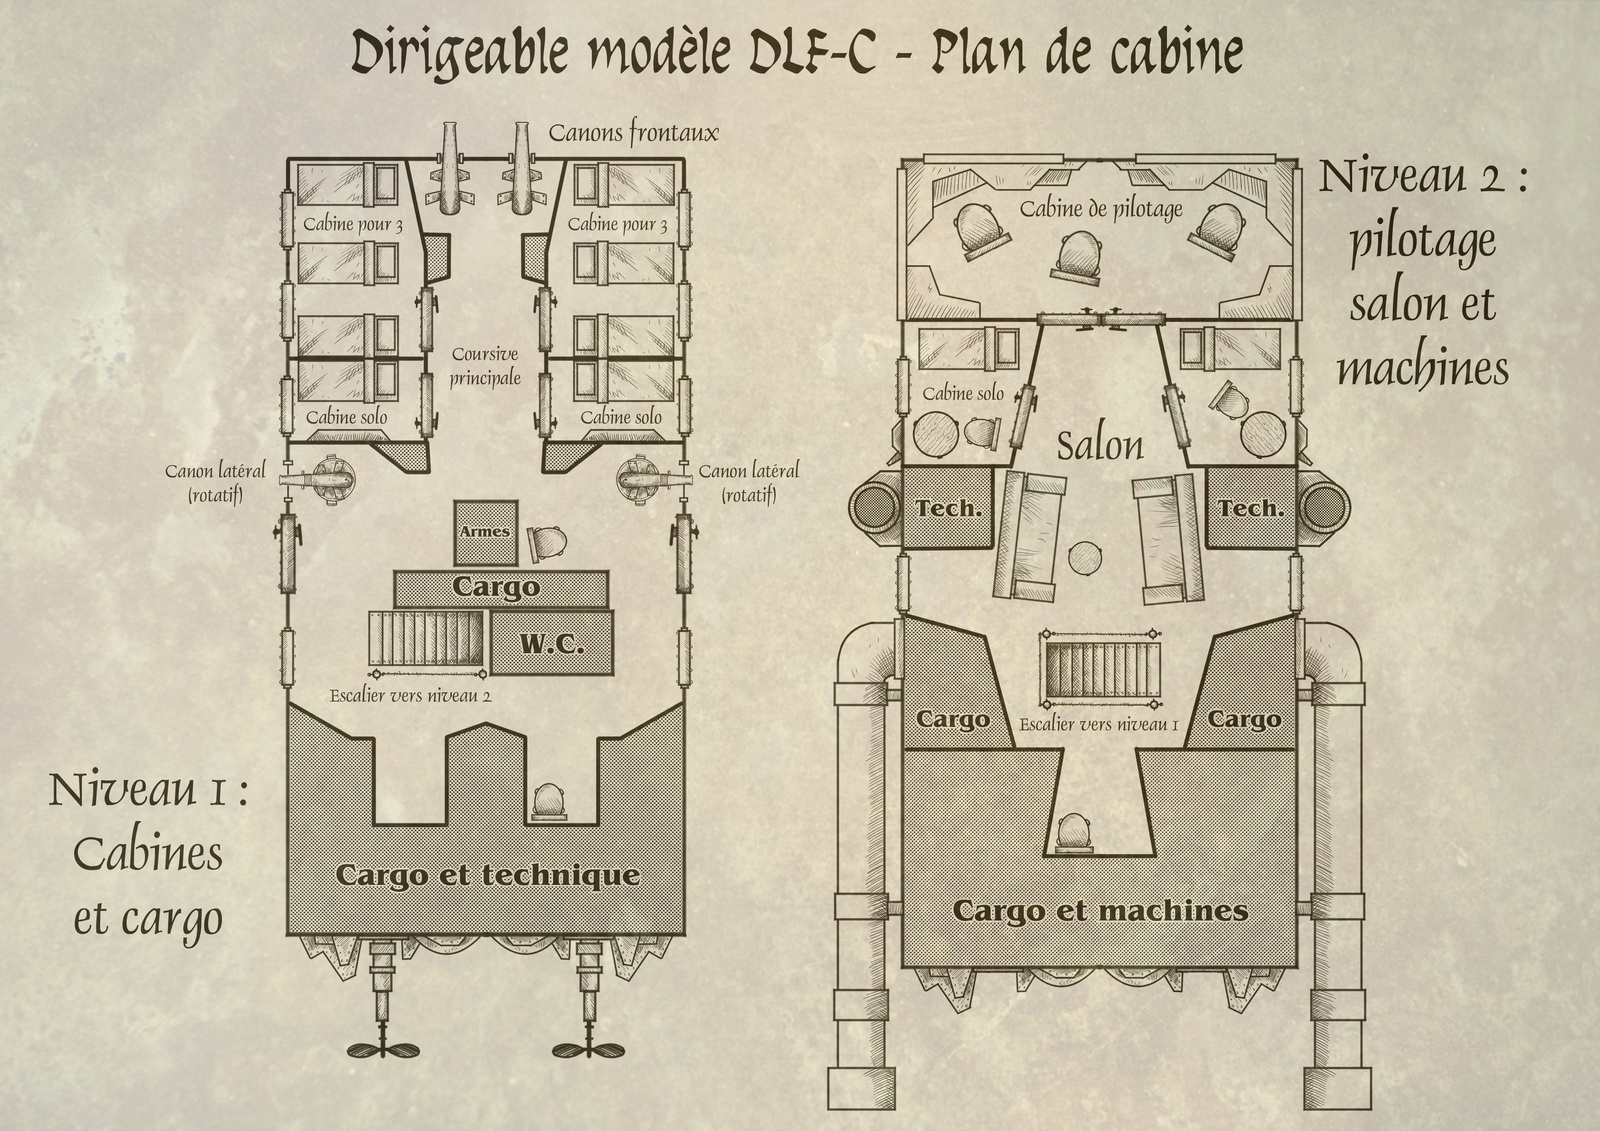 Dirigeable modèle DLF-C - Plan de cabine
Canons frontaux
Cabine pour 3
Cabine pour 3
Coursive
principale
Cabine solo
Cabine solo
Canon latéral
(rotatif)
Canon latéral
(rotatif)
Armes
Cargo
W.C.
Escalier vers niveau 2
Cargo et technique
Niveau 1 :
Cabines
et cargo
Niveau 2 :
pilotage
salon et
machines
Cabine de pilotage
Cabine solo
Salon
Tech.
Tech.
Cargo
Escalier vers niveau 1
Cargo
Cargo et machines